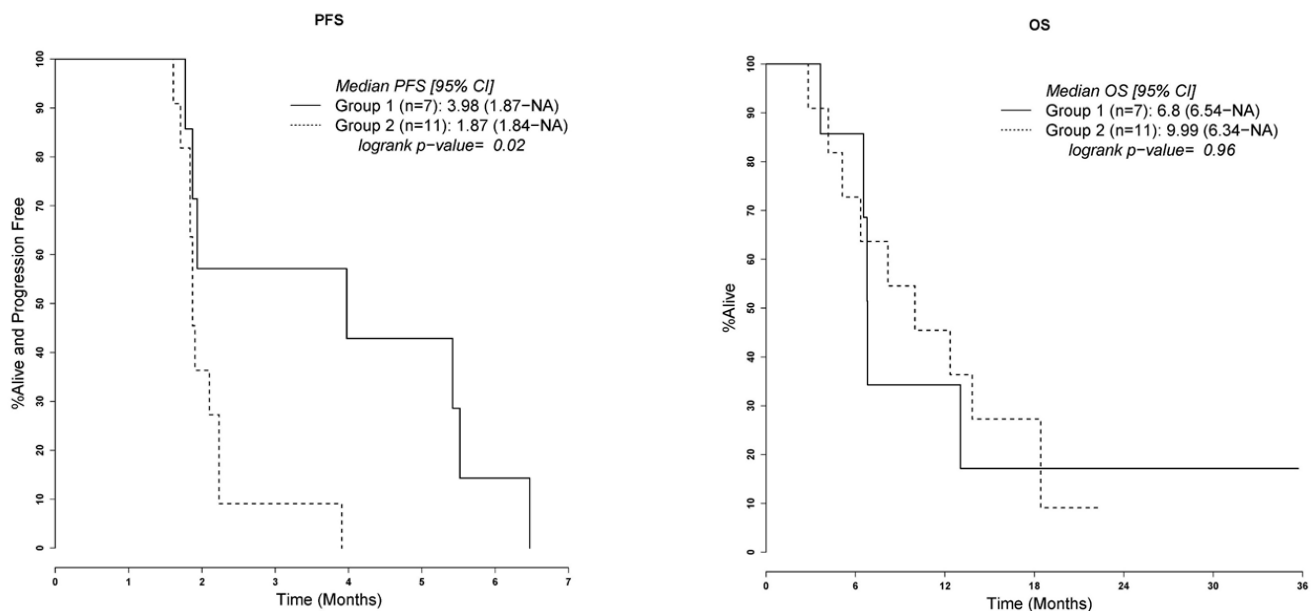 PFS
%Alive and Progression Free
100
90
80
70
60
50
40
30
20
10
0
Median PFS [95% CI]
Group 1 (n=7): 3.98 (1.87−NA)
Group 2 (n=11): 1.87 (1.84−NA)
logrank p−value= 0.02
0 1 2 3 4 5 6 7
Time (Months)
OS
%Alive
100
90
80
70
60
50
40
30
20
10
0
Median OS [95% CI]
Group 1 (n=7): 6.8 (6.54−NA)
Group 2 (n=11): 9.99 (6.34−NA)
logrank p−value= 0.96
0 6 12 18 24 30 36
Time (Months)